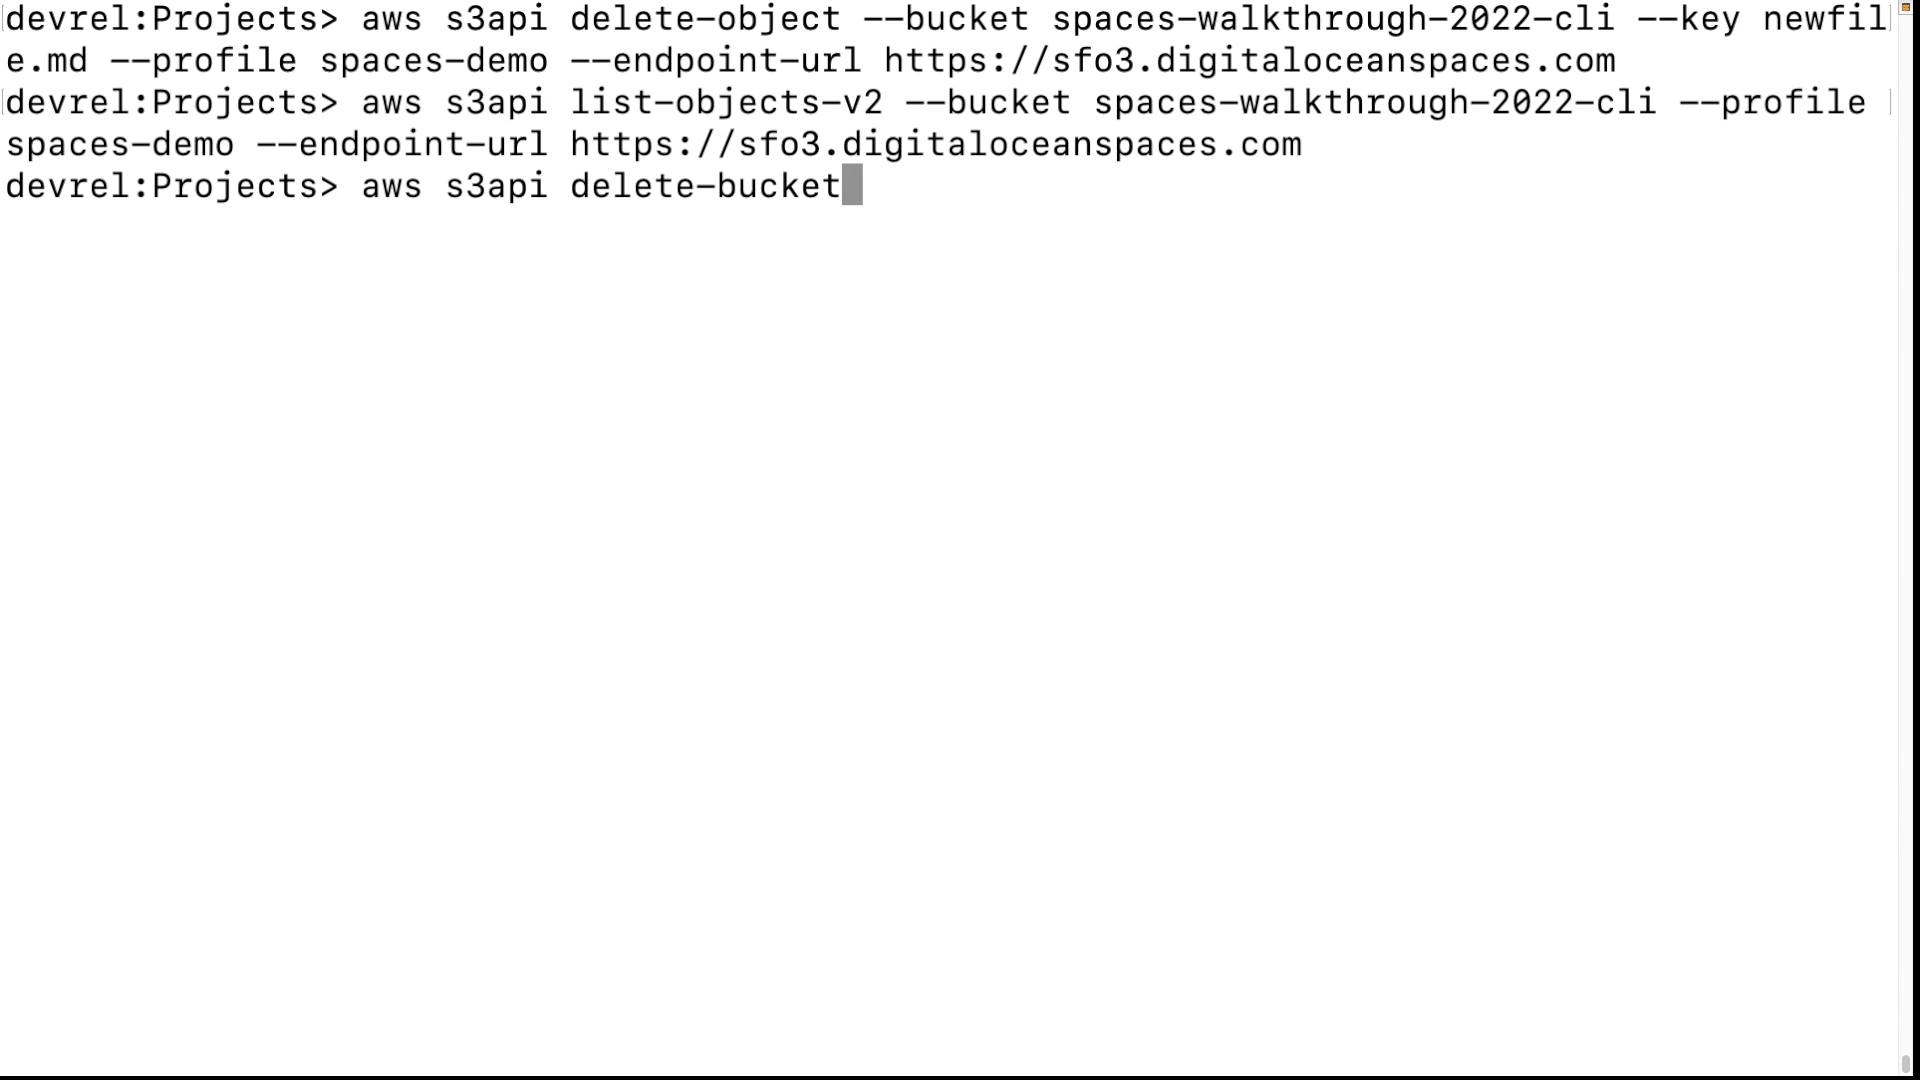 devrel:Projects> aws s3api delete-object --bucket spaces-walkthrough-2022-cli --key newfil
e.md --profile spaces-demo --endpoint-url https://sfo3.digitaloceanspaces.com
devrel:Projects> aws s3api list-objects-v2 --bucket spaces-walkthrough-2022-cli --profile
spaces-demo --endpoint-url https://sfo3.digitaloceanspaces.com
devrel:Projects> aws s3api delete-bucket